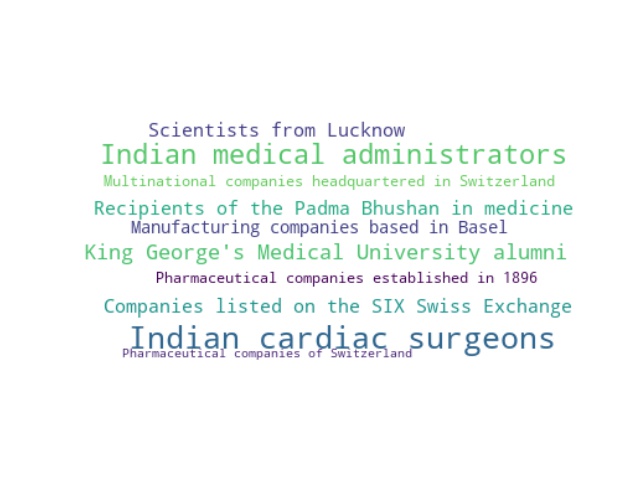 Scientists from Lucknow
Indian medical administrators
Multinational companies headquartered in Switzerland
Recipients of the Padma Bhushan in medicine
Manufacturing companies based in Basel
King George's Medical University alumni
Pharmaceutical companies established in 1896
Companies listed on the SIX Swiss Exchange
Indian cardiac surgeons
Pharmaceutical companies of Switzerland